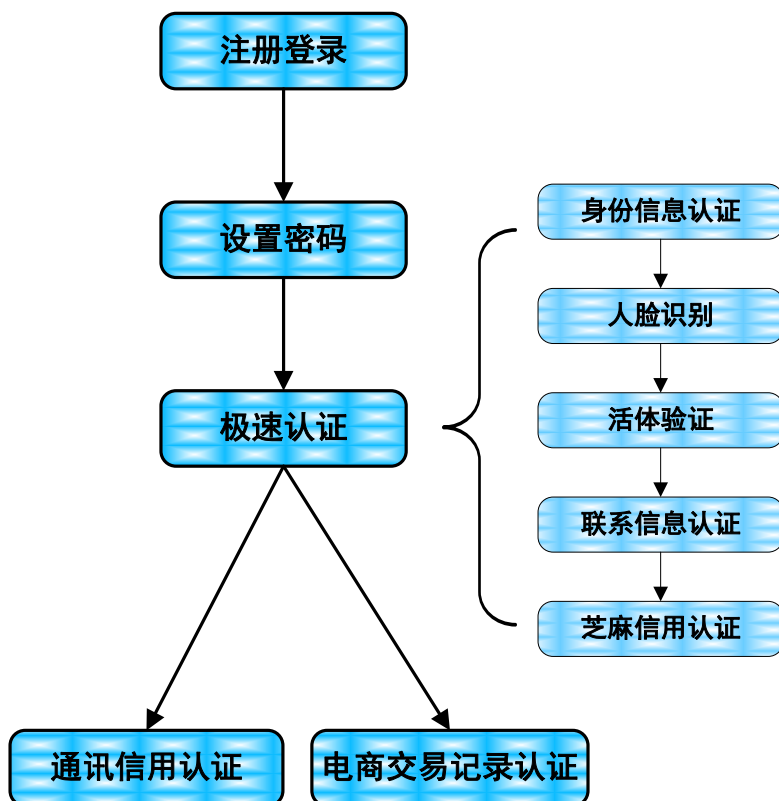 注册登录
设置密码
极速认证
身份信息认证
人脸识别
活体验证
联系信息认证
芝麻信用认证
通讯信用认证
电商交易记录认证